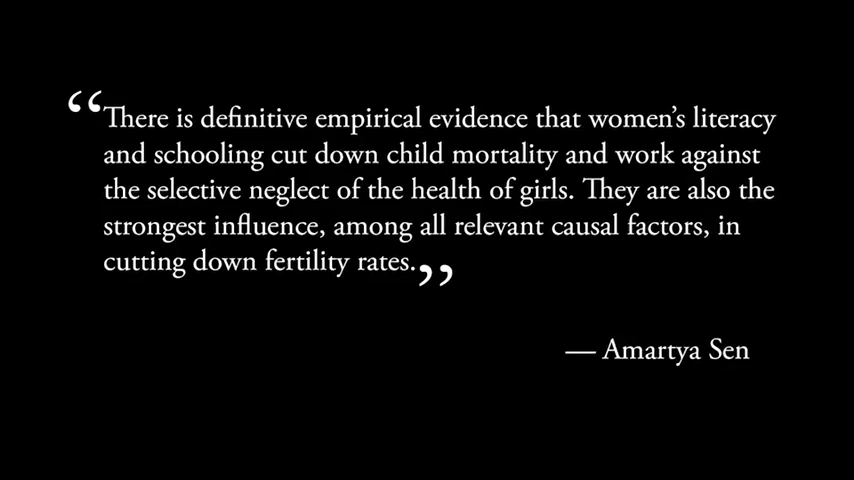 “There is definitive empirical evidence that women’s literacy
and schooling cut down child mortality and work against
the selective neglect of the health of girls. They are also the
strongest influence, among all relevant causal factors, in
cutting down fertility rates.”
— Amartya Sen